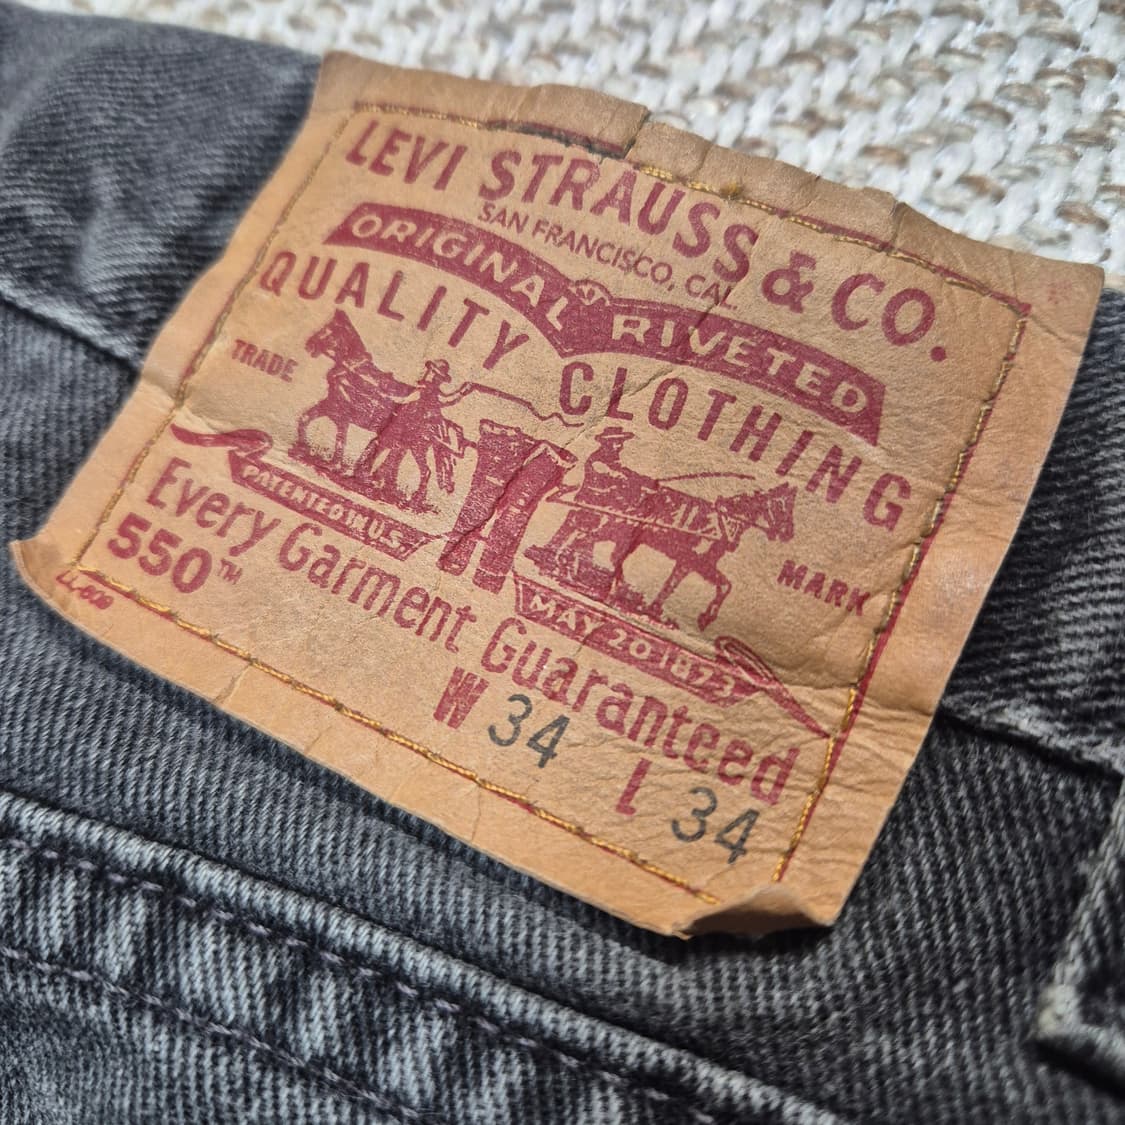 LEVI STRAUSS & CO.
SAN FRANCISCO, CAL.
ORIGINAL RIVETED
QUALITY CLOTHING
TRADE MARK
PATENTED IN U.S.
MAY 20 1873
Every Garment Guaranteed
550™
W 34
L 34